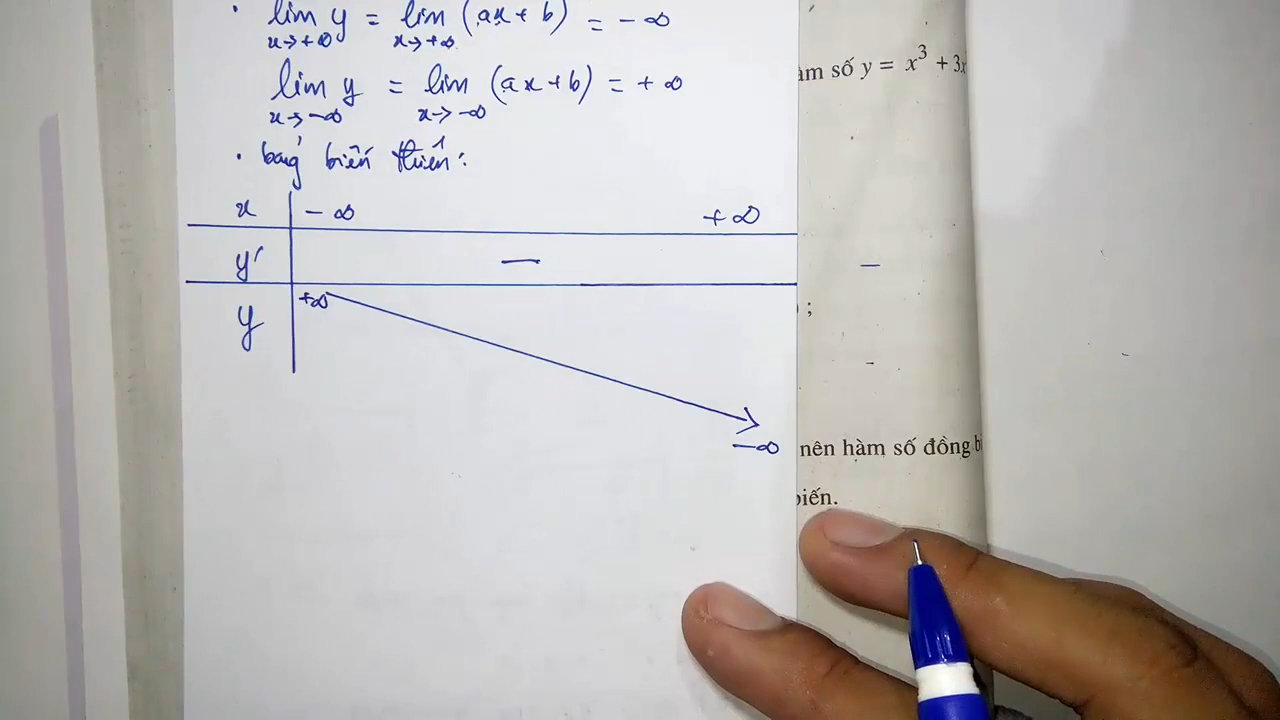 . lim y = lim (ax + b) = - ∞
x→+∞ x→+∞
lim y = lim (ax + b) = + ∞
x→-∞ x→-∞
. bảng biến thiên:
x - ∞ + ∞
y' —
y +∞
-∞
àm số y = x³ + 3x
—
;
-
nên hàm số đồng b
biến.